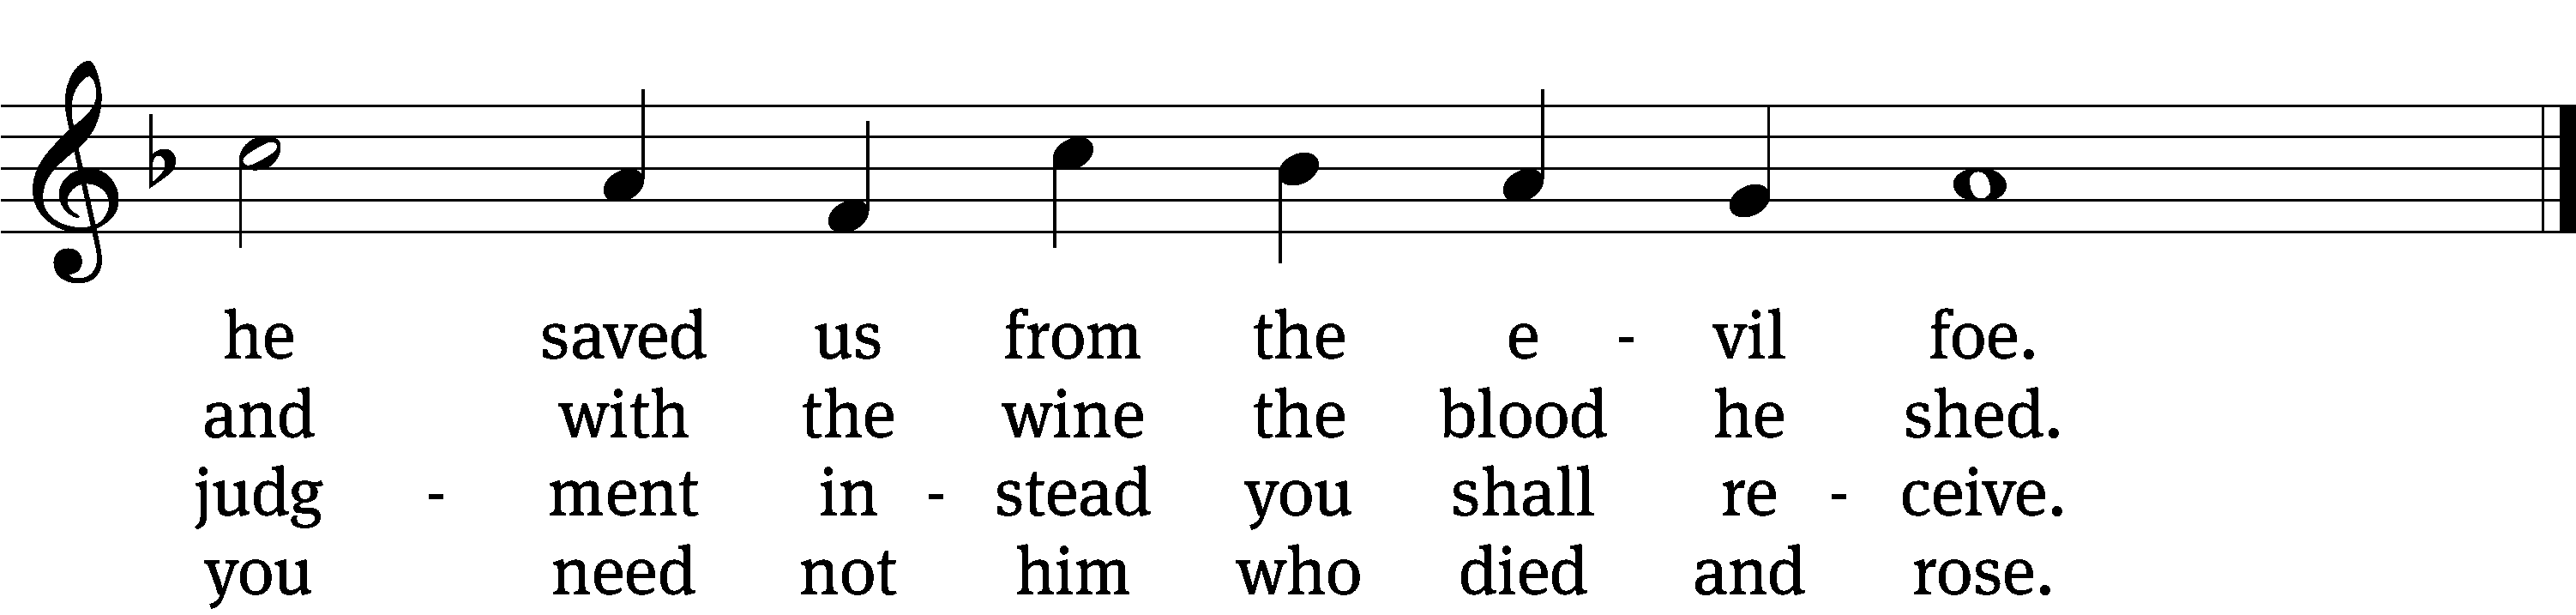 he saved us from the e - vil foe.
and with the wine the blood he shed.
judg - ment in - stead you shall re - ceive.
you need not him who died and rose.